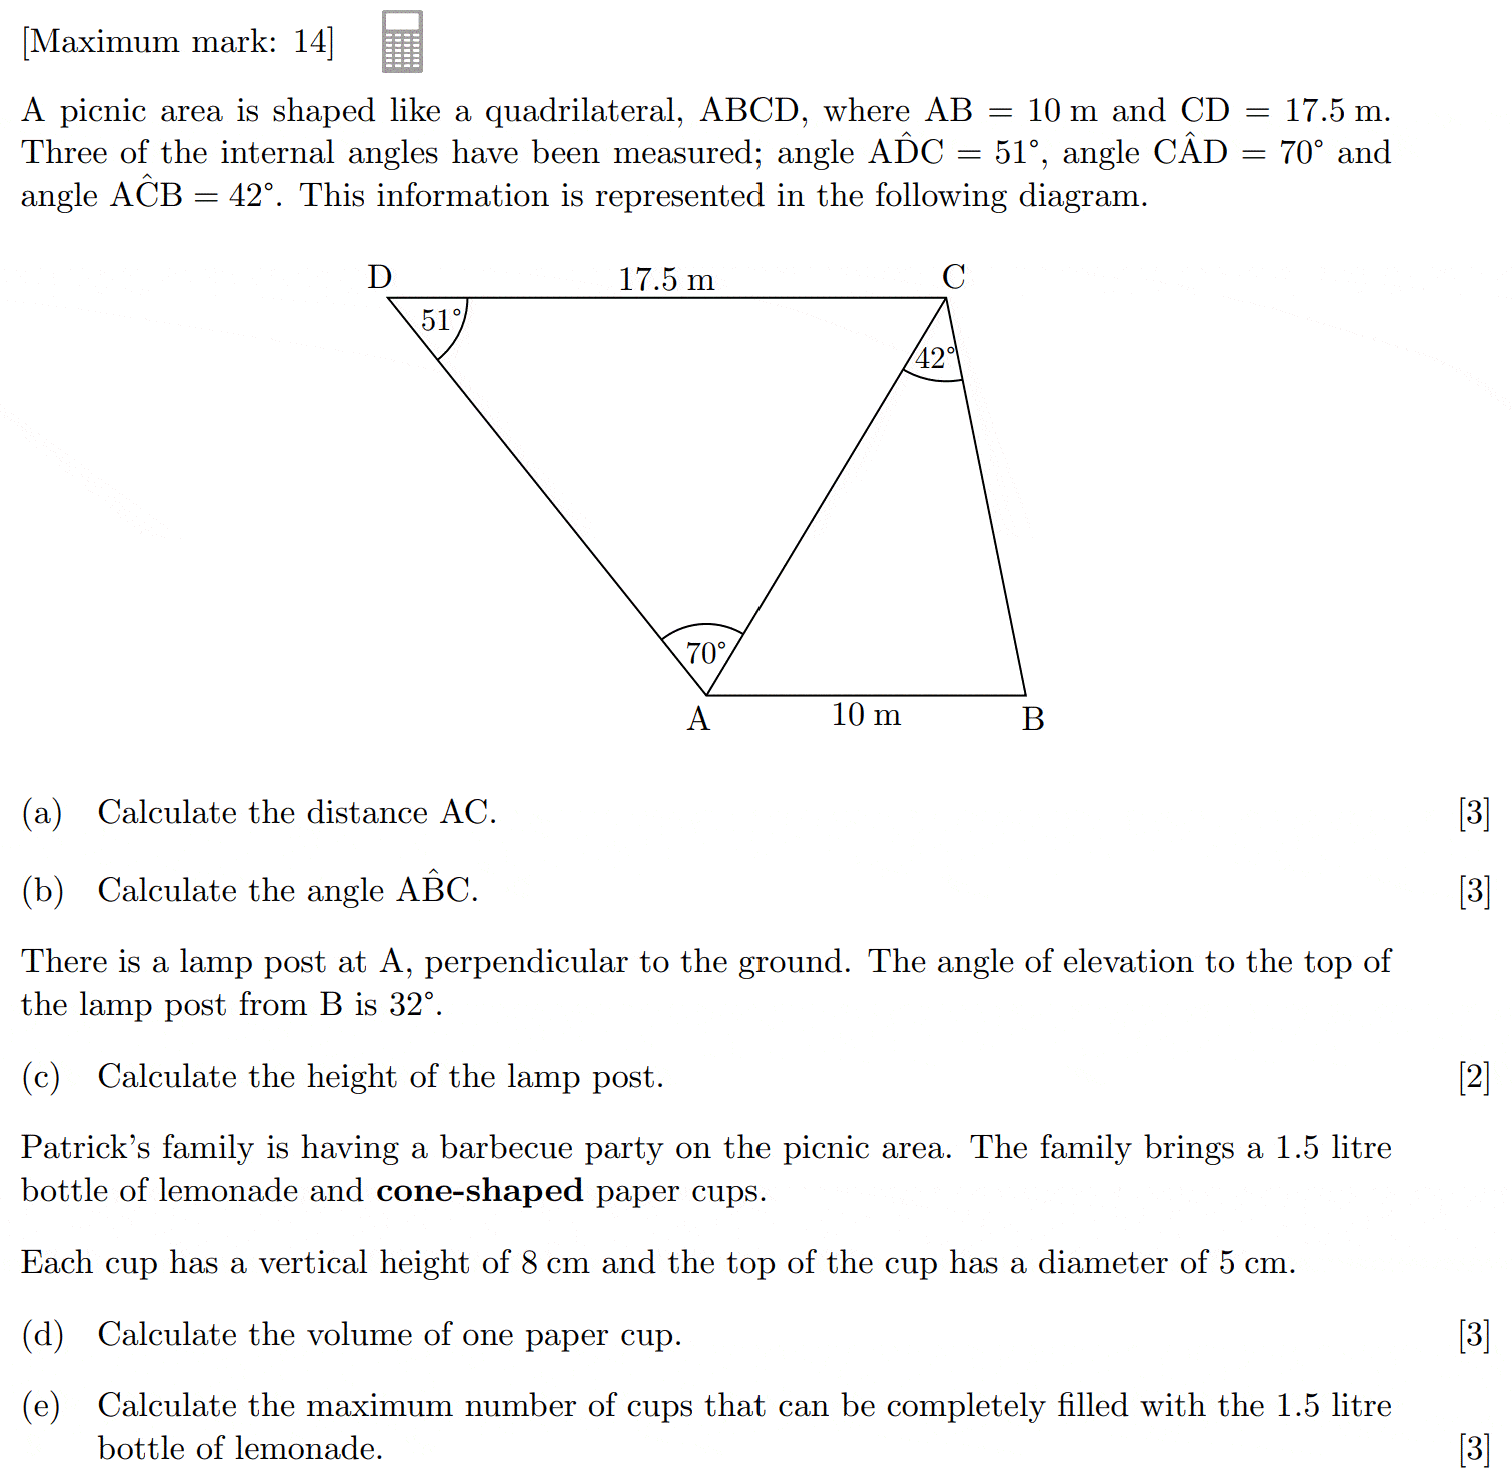 [Maximum mark: 14]
A picnic area is shaped like a quadrilateral, ABCD, where AB = 10 m and CD = 17.5 m.
Three of the internal angles have been measured; angle AD̂C = 51°, angle CÂD = 70° and
angle AĈB = 42°. This information is represented in the following diagram.
D 17.5 m C
51°
42°
70°
A 10 m B
(a) Calculate the distance AC. [3]
(b) Calculate the angle AB̂C. [3]
There is a lamp post at A, perpendicular to the ground. The angle of elevation to the top of
the lamp post from B is 32°.
(c) Calculate the height of the lamp post. [2]
Patrick's family is having a barbecue party on the picnic area. The family brings a 1.5 litre
bottle of lemonade and cone-shaped paper cups.
Each cup has a vertical height of 8 cm and the top of the cup has a diameter of 5 cm.
(d) Calculate the volume of one paper cup. [3]
(e) Calculate the maximum number of cups that can be completely filled with the 1.5 litre
bottle of lemonade. [3]